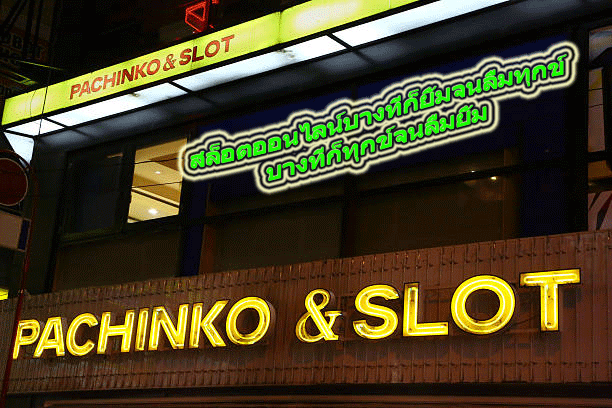 PACHINKO & SLOT
สล็อตออนไลน์บางทีก็ยิ้มจนลืมทุกข์
บางทีก็ทุกข์จนลืมยิ้ม
PACHINKO & SLOT